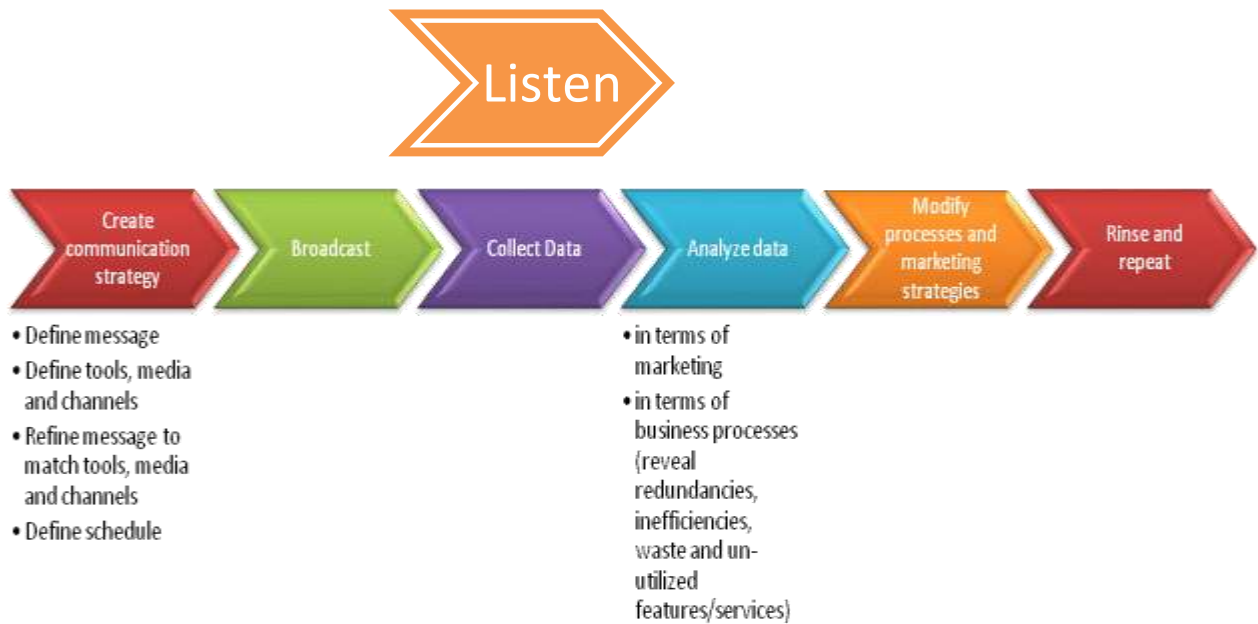 Listen
Create
communication
strategy
Broadcast
Collect Data
Analyze data
Modify
processes and
marketing
strategies
Rinse and
repeat
• Define message
• Define tools, media
and channels
• Refine message to
match tools, media
and channels
• Define schedule
• in terms of
marketing
• in terms of
business processes
(reveal
redundancies,
inefficiencies,
waste and un-
utilized
features/services)